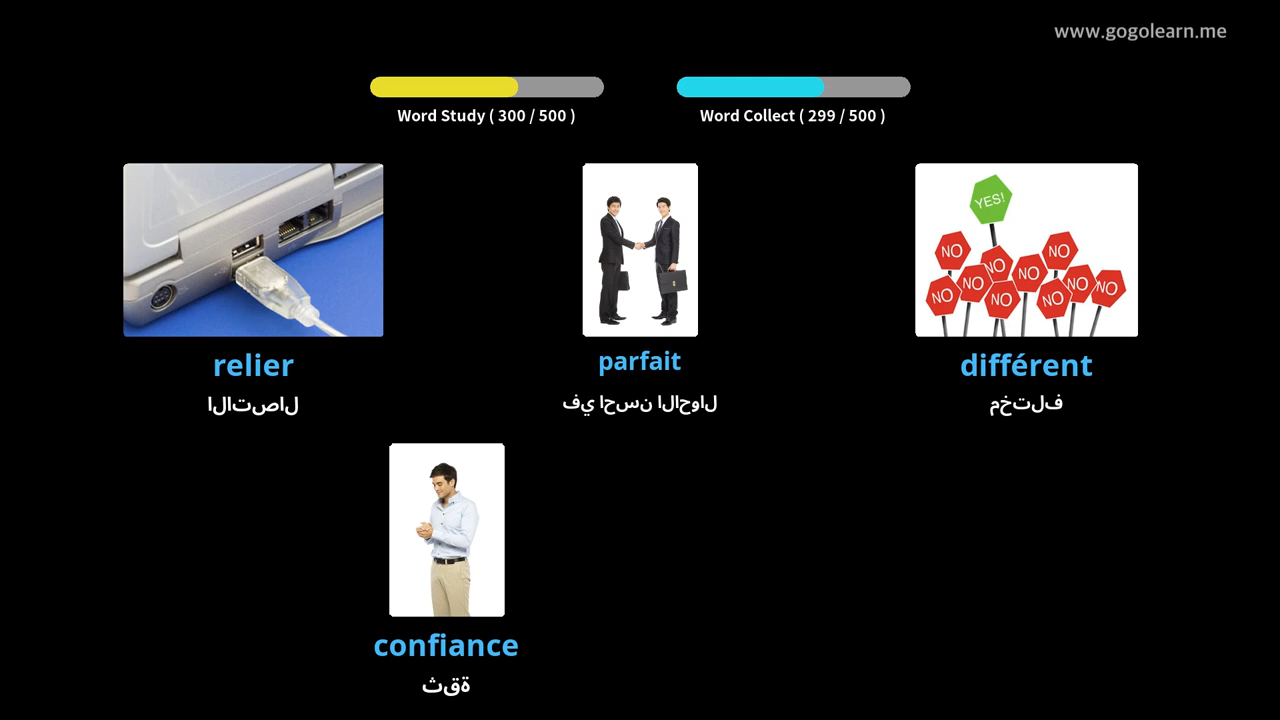 www.gogolearn.me
Word Study ( 300 / 500 )
Word Collect ( 299 / 500 )
YES!
NO
NO
NO
NO
NO
NO
NO
NO
NO
NO
relier
الاتصال
parfait
في احسن الاحوال
différent
مختلف
confiance
ثقة